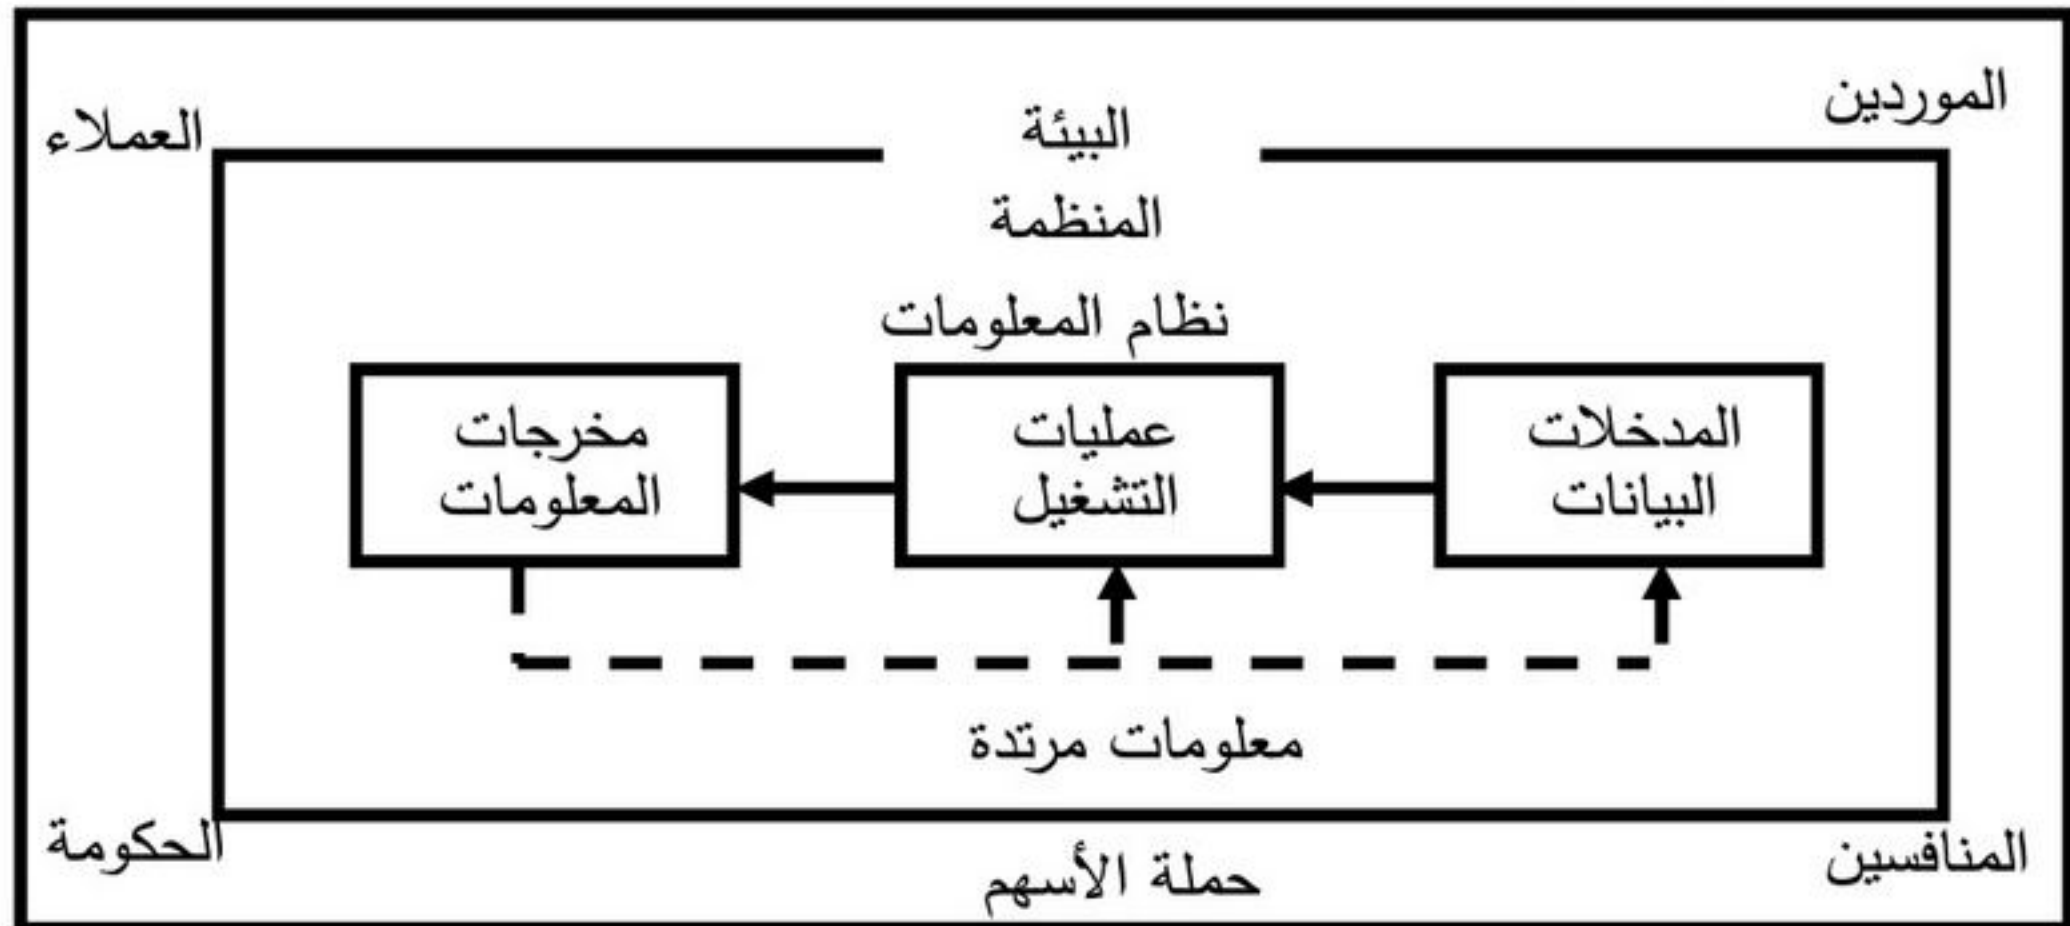 الموردين
البيئة
العملاء
المنظمة
نظام المعلومات
المدخلات
البيانات
عمليات
التشغيل
مخرجات
المعلومات
معلومات مرتدة
المنافسين
حملة الأسهم
الحكومة